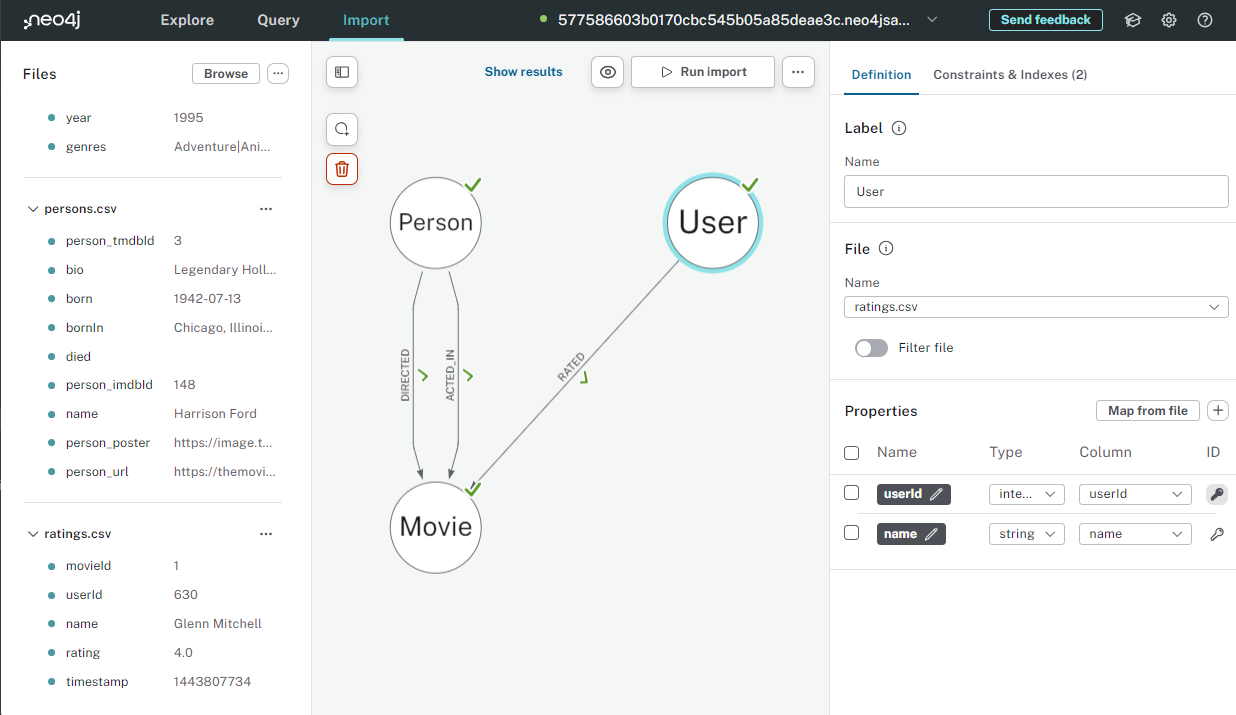 :neo4j
Explore
Query
Import
577586603b0170cbc545b05a85deae3c.neo4jsa...
Send feedback
Files
Browse
year 1995
genres Adventure|Ani...
persons.csv
person_tmdbId 3
bio Legendary Holl...
born 1942-07-13
bornIn Chicago, Illinoi...
died
person_imdbId 148
name Harrison Ford
person_poster https://image.t...
person_url https://themovi...
ratings.csv
movieId 1
userId 630
name Glenn Mitchell
rating 4.0
timestamp 1443807734
Show results
Run import
Person
User
DIRECTED
ACTED_IN
RATED
Movie
Definition
Constraints & Indexes (2)
Label
Name
User
File
Name
ratings.csv
Filter file
Properties
Map from file
Name Type Column ID
userId inte... userId
name string name